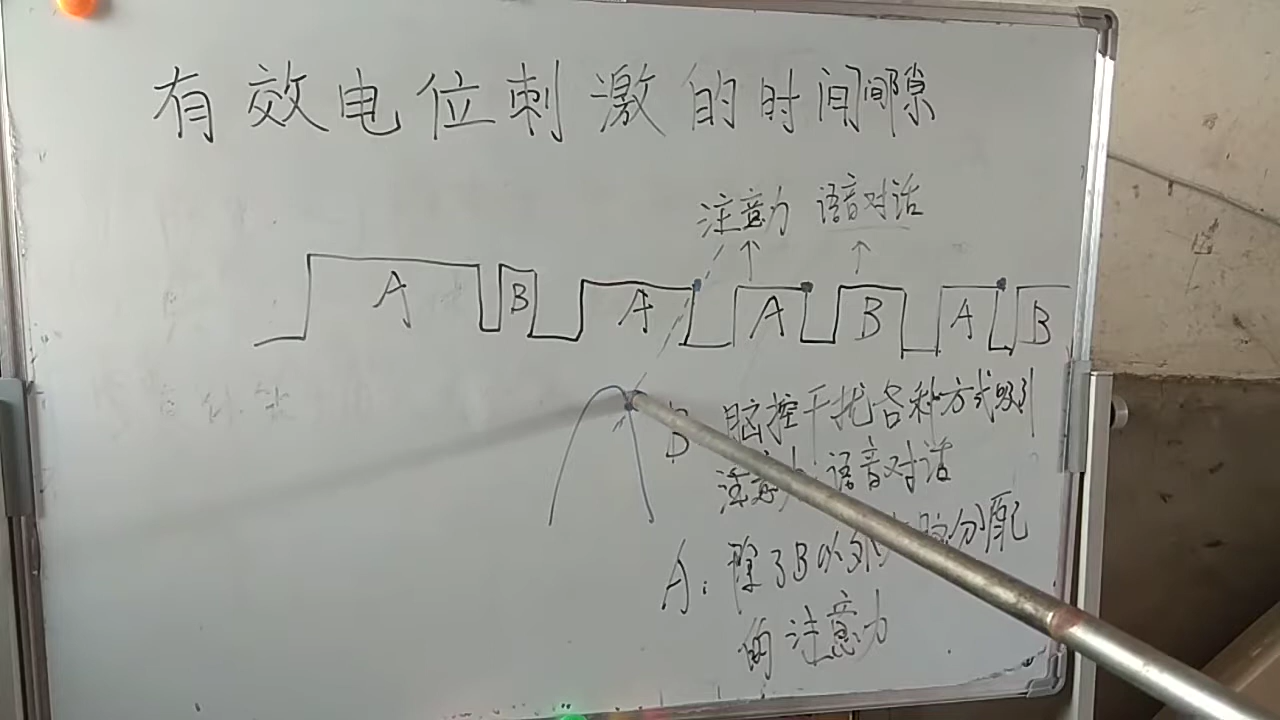 有效电位刺激的时间间隙
注意力 语音对话
A B A A B A B
B 脑控干扰各种方式吸引
注意力 语音对话
A: 除了B以外 脑分配
的注意力